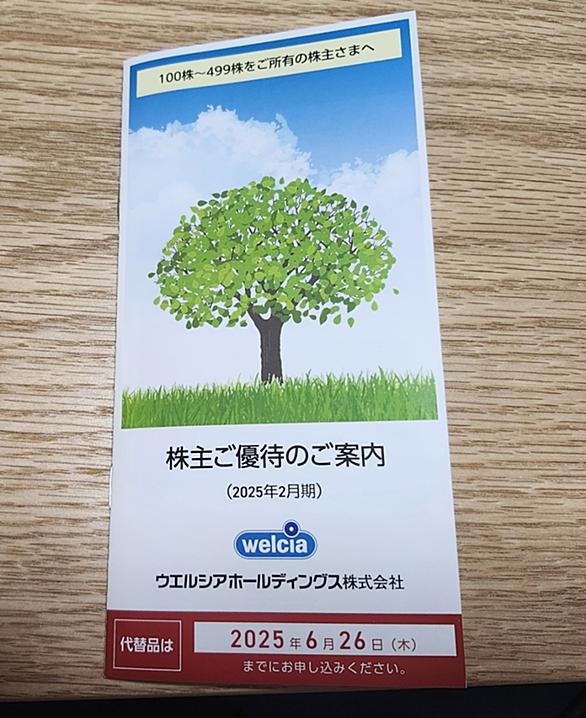 100株～499株をご所有の株主さまへ
株主ご優待のご案内
（2025年2月期）
welcia
ウエルシアホールディングス株式会社
代替品は
2025年6月26日（木）
までにお申し込みください。